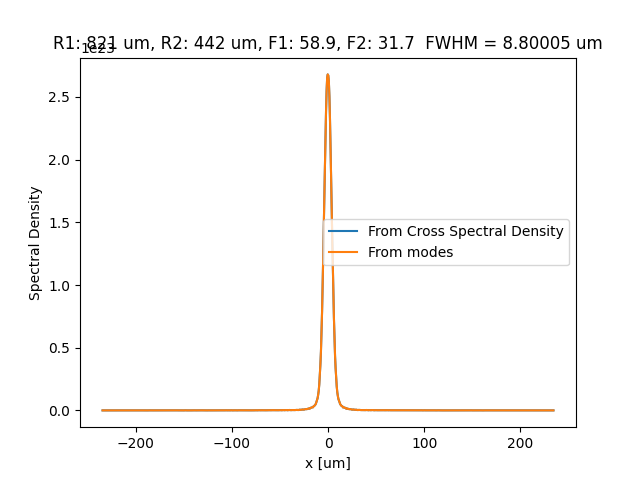 R1: 821 um, R2: 442 um, F1: 58.9, F2: 31.7  FWHM = 8.80005 um
1e23
2.5
2.0
1.5
1.0
0.5
0.0
Spectral Density
From Cross Spectral Density
From modes
−200
−100
0
100
200
x [um]